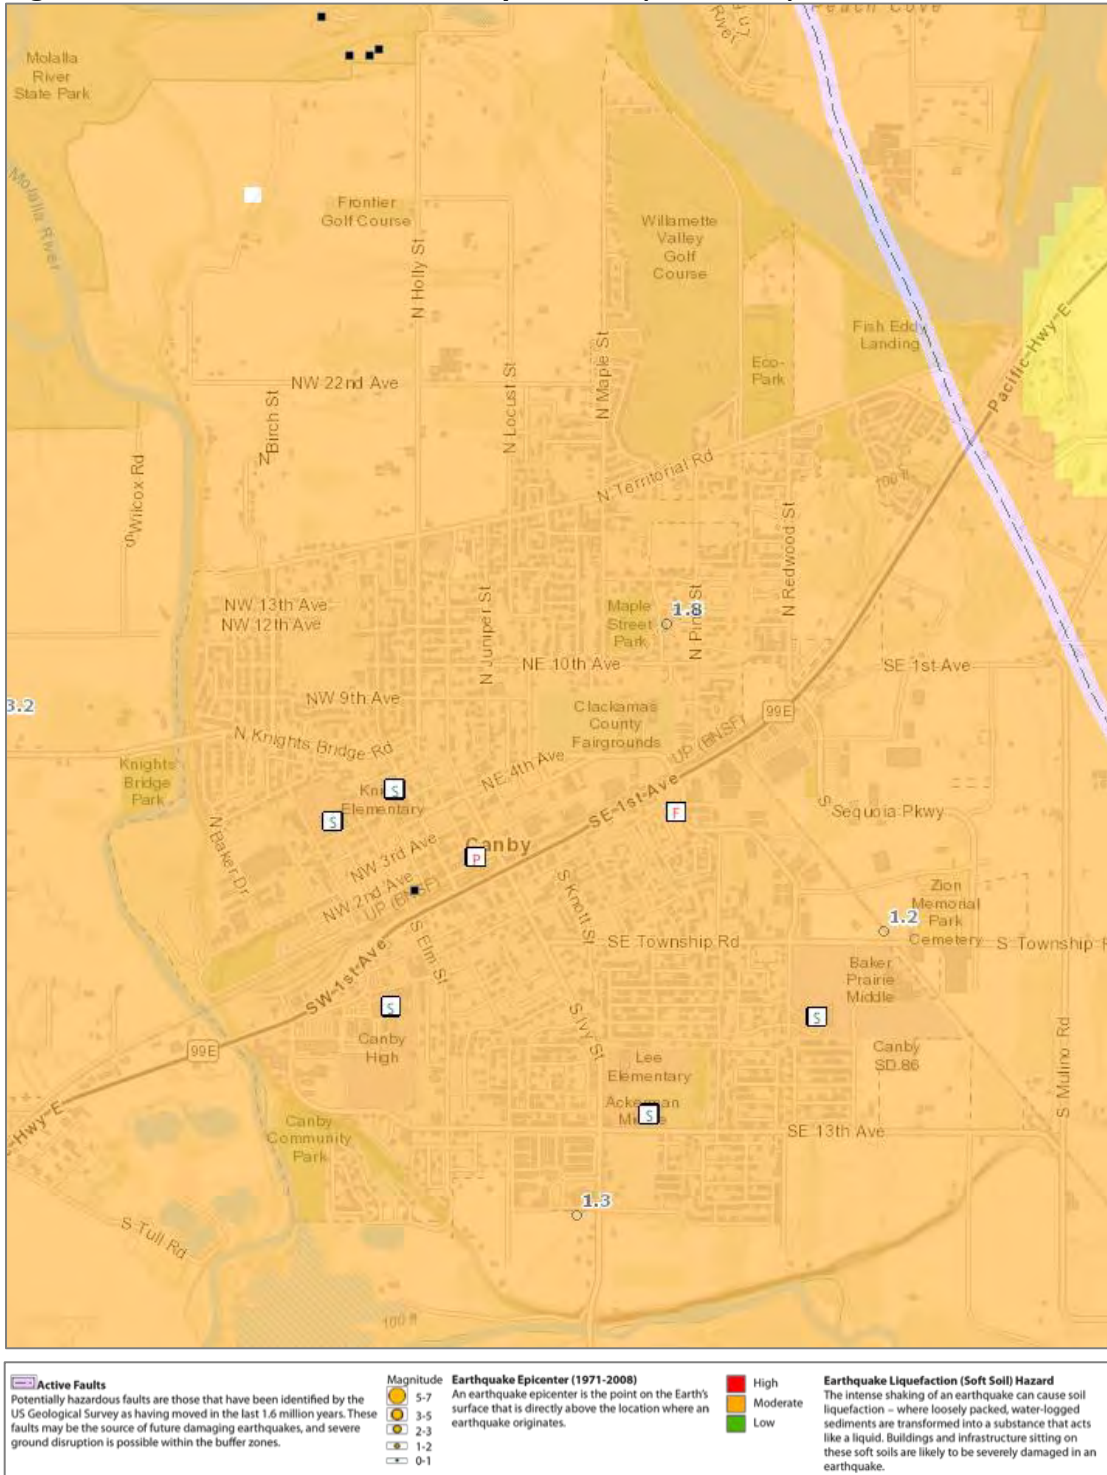 Peach Cove
River
Molalla
River
State Park
Molalla River
Frontier
Golf Course
Willamette
Valley
Golf
Course
N Holly St
Fish Eddy
Landing
Pacific Hwy E
Eco-
Park
NW 22nd Ave
N Birch St
N Locust St
N Maple St
S Wilcox Rd
N Territorial Rd
100 ft
N Redwood St
NW 13th Ave
NW 12th Ave
N Juniper St
Maple
Street
Park
1.8
N Pine St
NE 10th Ave
SE 1st Ave
3.2
NW 9th Ave
Clackamas
County
Fairgrounds
99E
N Knights Bridge Rd
UP (BNSF)
NE 4th Ave
Knights
Bridge
Park
S
Elementary
S
SE 1st Ave
F
S Sequoia Pkwy
N Baker Dr
NW 3rd Ave
Canby
P
NW 2nd Ave
UP (BNSF)
S Knott St
Zion
Memorial
Park
Cemetery
1.2
S Elm St
SE Township Rd
S Township
SW 1st Ave
Baker
Prairie
Middle
S
S
S Ivy St
Canby
High
99E
Canby
SD 86
S Mulino Rd
Lee
Elementary
Ackerman
S
Hwy E
Canby
Community
Park
SE 13th Ave
1.3
S Tull Rd
100 ft
Active Faults
Potentially hazardous faults are those that have been identified by the
US Geological Survey as having moved in the last 1.6 million years. These
faults may be the source of future damaging earthquakes, and severe
ground disruption is possible within the buffer zones.
Magnitude
5-7
3-5
2-3
1-2
0-1
Earthquake Epicenter (1971-2008)
An earthquake epicenter is the point on the Earth's
surface that is directly above the location where an
earthquake originates.
High
Moderate
Low
Earthquake Liquefaction (Soft Soil) Hazard
The intense shaking of an earthquake can cause soil
liquefaction – where loosely packed, water-logged
sediments are transformed into a substance that acts
like a liquid. Buildings and infrastructure sitting on
these soft soils are likely to be severely damaged in an
earthquake.